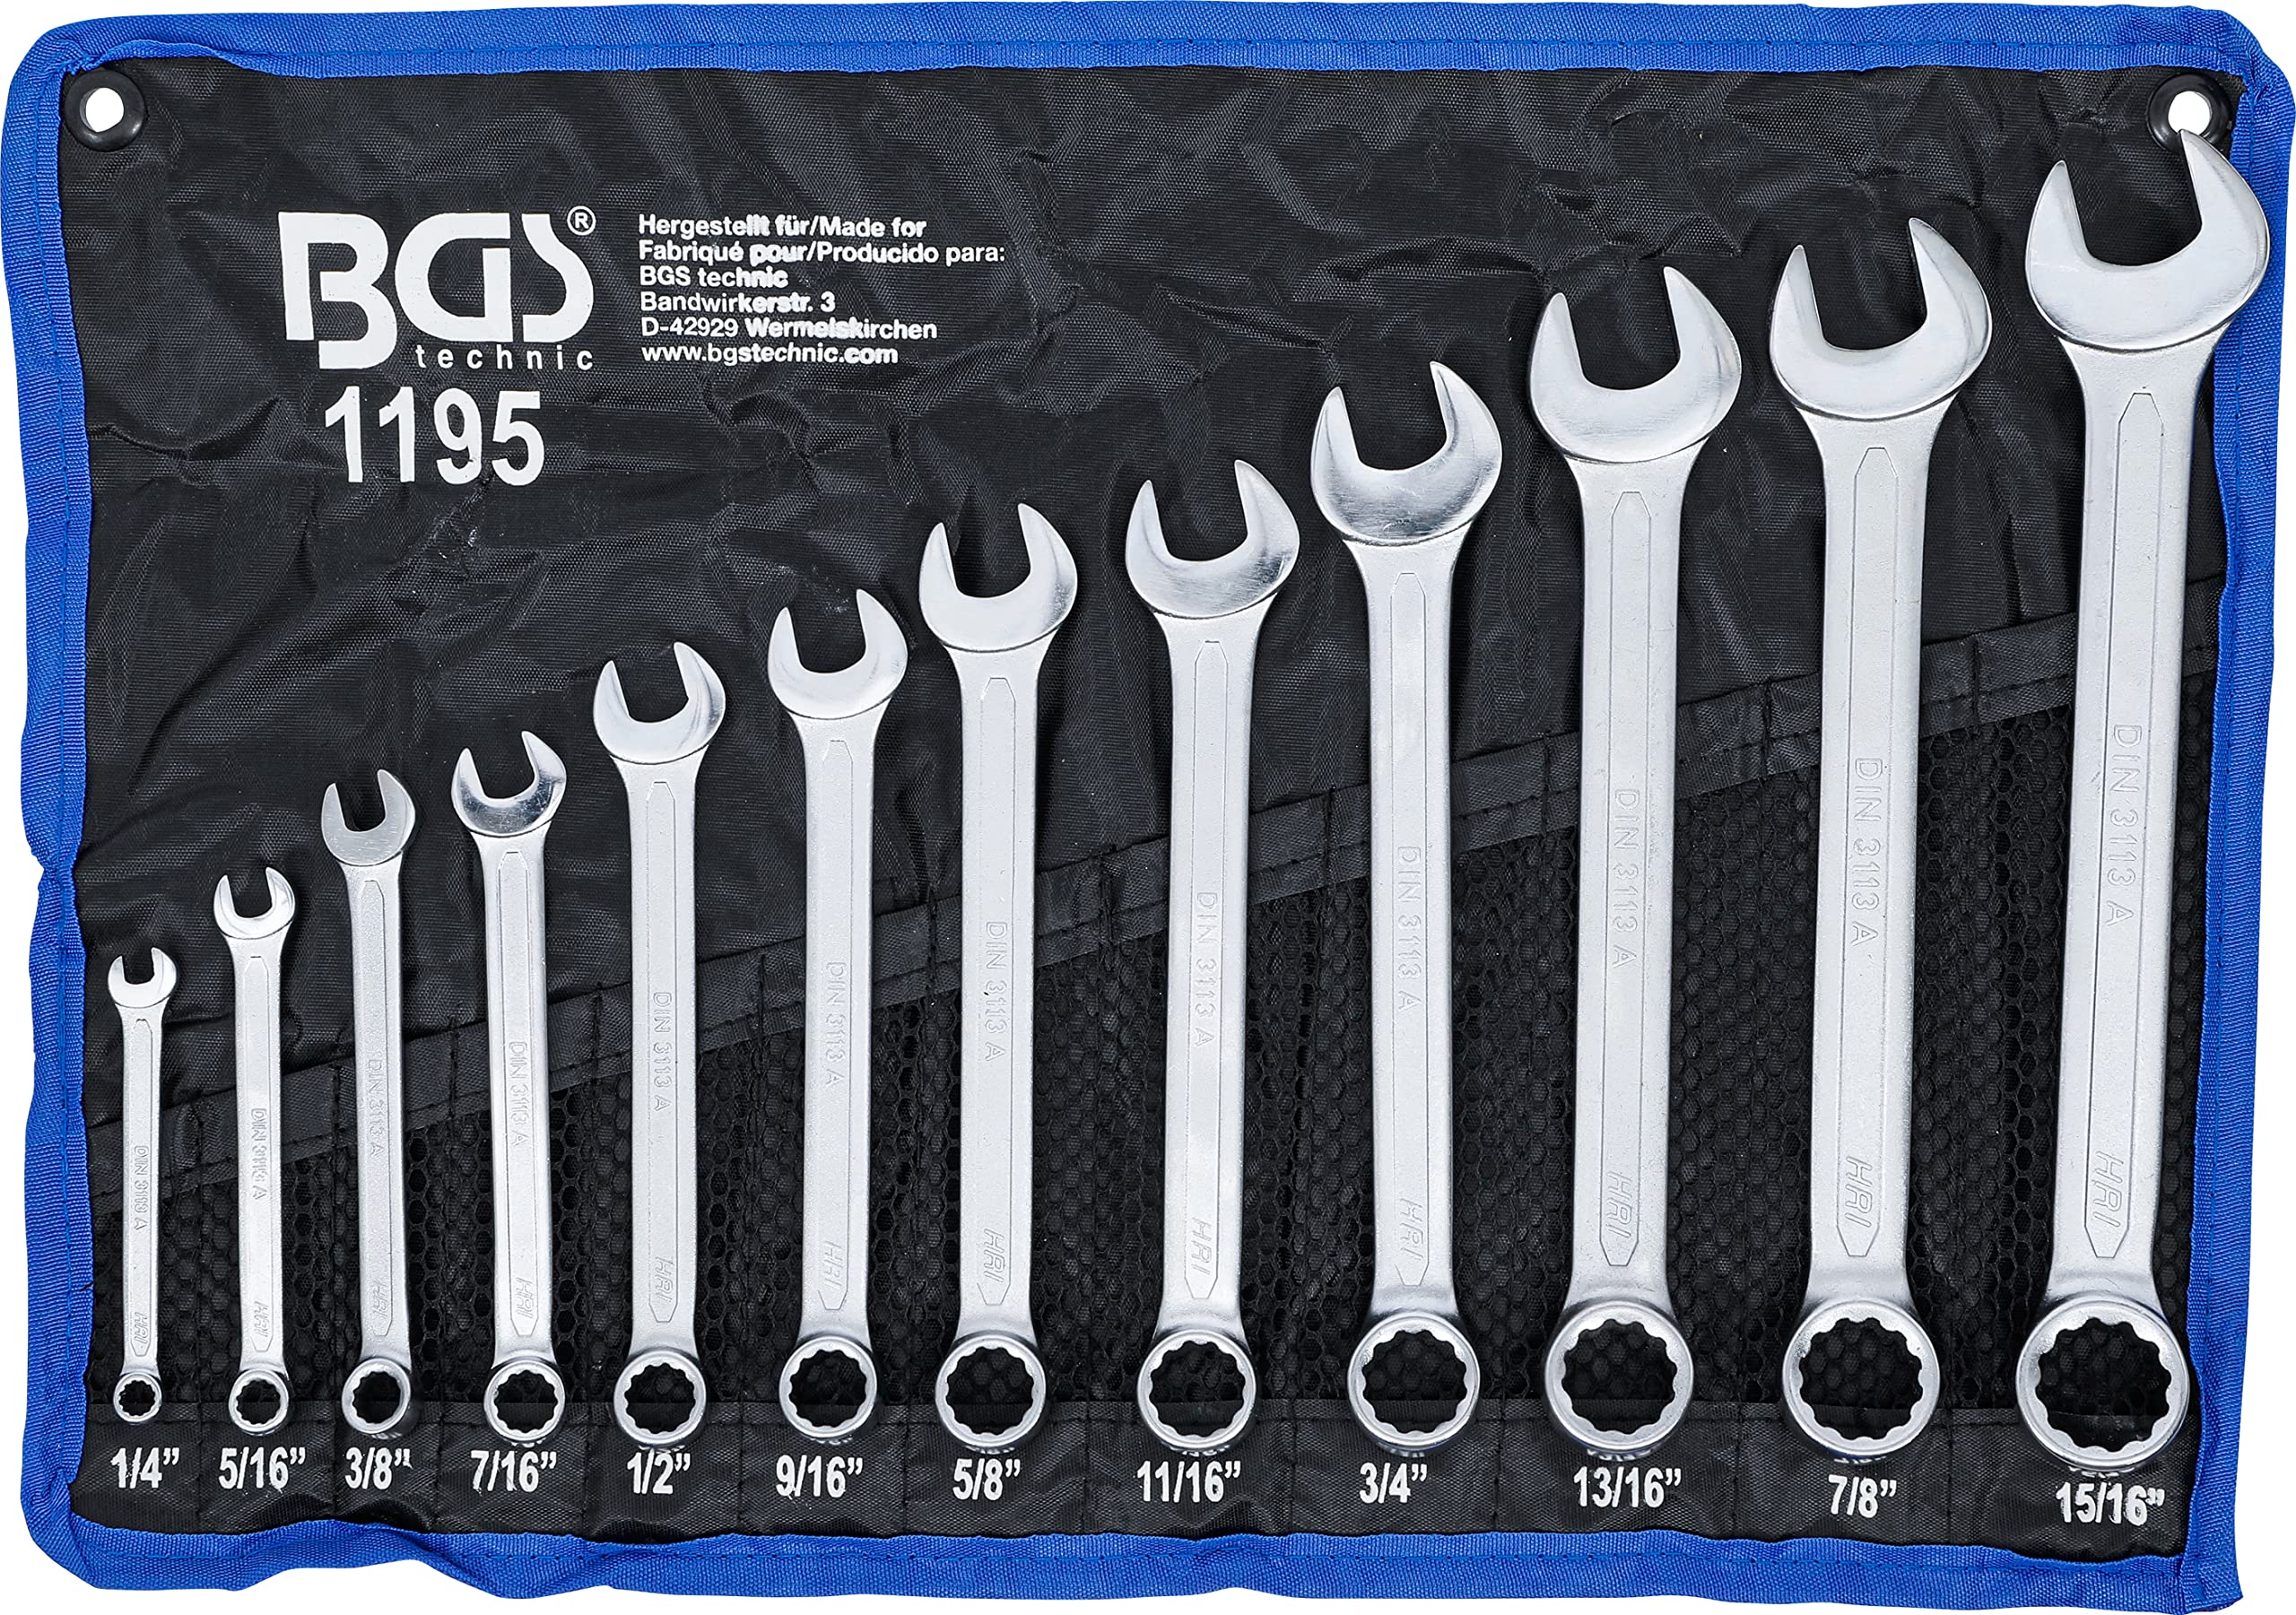 BGS®
technic
1195
Hergestellt für/Made for
Fabriqué pour/Producido para:
BGS technic
Bandwirkerstr. 3
D-42929 Wermelskirchen
www.bgstechnic.com
DIN 3113 A
HRI
DIN 3113 A
HRI
DIN 3113 A
HRI
DIN 3113 A
HRI
DIN 3113 A
HRI
DIN 3113 A
HRI
DIN 3113 A
HRI
DIN 3113 A
HRI
DIN 3113 A
HRI
DIN 3113 A
HRI
DIN 3113 A
HRI
DIN 3113 A
HRI
1/4”
5/16”
3/8”
7/16”
1/2”
9/16”
5/8”
11/16”
3/4”
13/16”
7/8”
15/16”